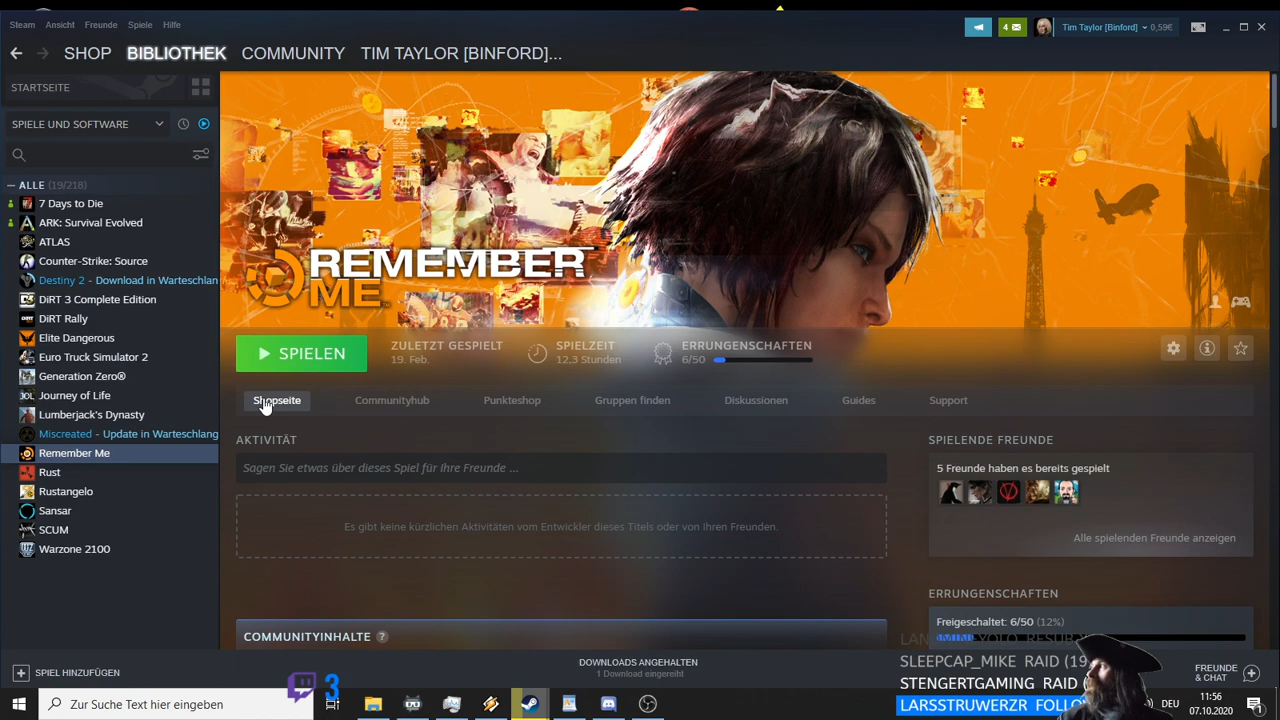 Steam Ansicht Freunde Spiele Hilfe
4
Tim Taylor [Binford] 0,59€
SHOP BIBLIOTHEK COMMUNITY TIM TAYLOR [BINFORD]...
STARTSEITE
SPIELE UND SOFTWARE
ALLE (19/218)
7 Days to Die
ARK: Survival Evolved
ATLAS
Counter-Strike: Source
Destiny 2 - Download in Warteschlan
DiRT 3 Complete Edition
DiRT Rally
Elite Dangerous
Euro Truck Simulator 2
Generation Zero®
Journey of Life
Lumberjack's Dynasty
Miscreated - Update in Warteschlang
Remember Me
Rust
Rustangelo
Sansar
SCUM
Warzone 2100
SPIEL HINZUFÜGEN
REMEMBER
ME
SPIELEN
ZULETZT GESPIELT
19. Feb.
SPIELZEIT
12,3 Stunden
ERRUNGENSCHAFTEN
6/50
Shopseite Communityhub Punkteshop Gruppen finden Diskussionen Guides Support
AKTIVITÄT
Sagen Sie etwas über dieses Spiel für Ihre Freunde ...
Es gibt keine kürzlichen Aktivitäten vom Entwickler dieses Titels oder von Ihren Freunden.
COMMUNITYINHALTE ?
SPIELENDE FREUNDE
5 Freunde haben es bereits gespielt
Alle spielenden Freunde anzeigen
ERRUNGENSCHAFTEN
Freigeschaltet: 6/50 (12%)
DOWNLOADS ANGEHALTEN
1 Download eingereiht
SLEEPCAP_MIKE RAID (19
STENGERTGAMING RAID (
LARSSTRUWERZR FOLLO
FREUNDE
& CHAT
3
Zur Suche Text hier eingeben
DEU
11:56
07.10.2020